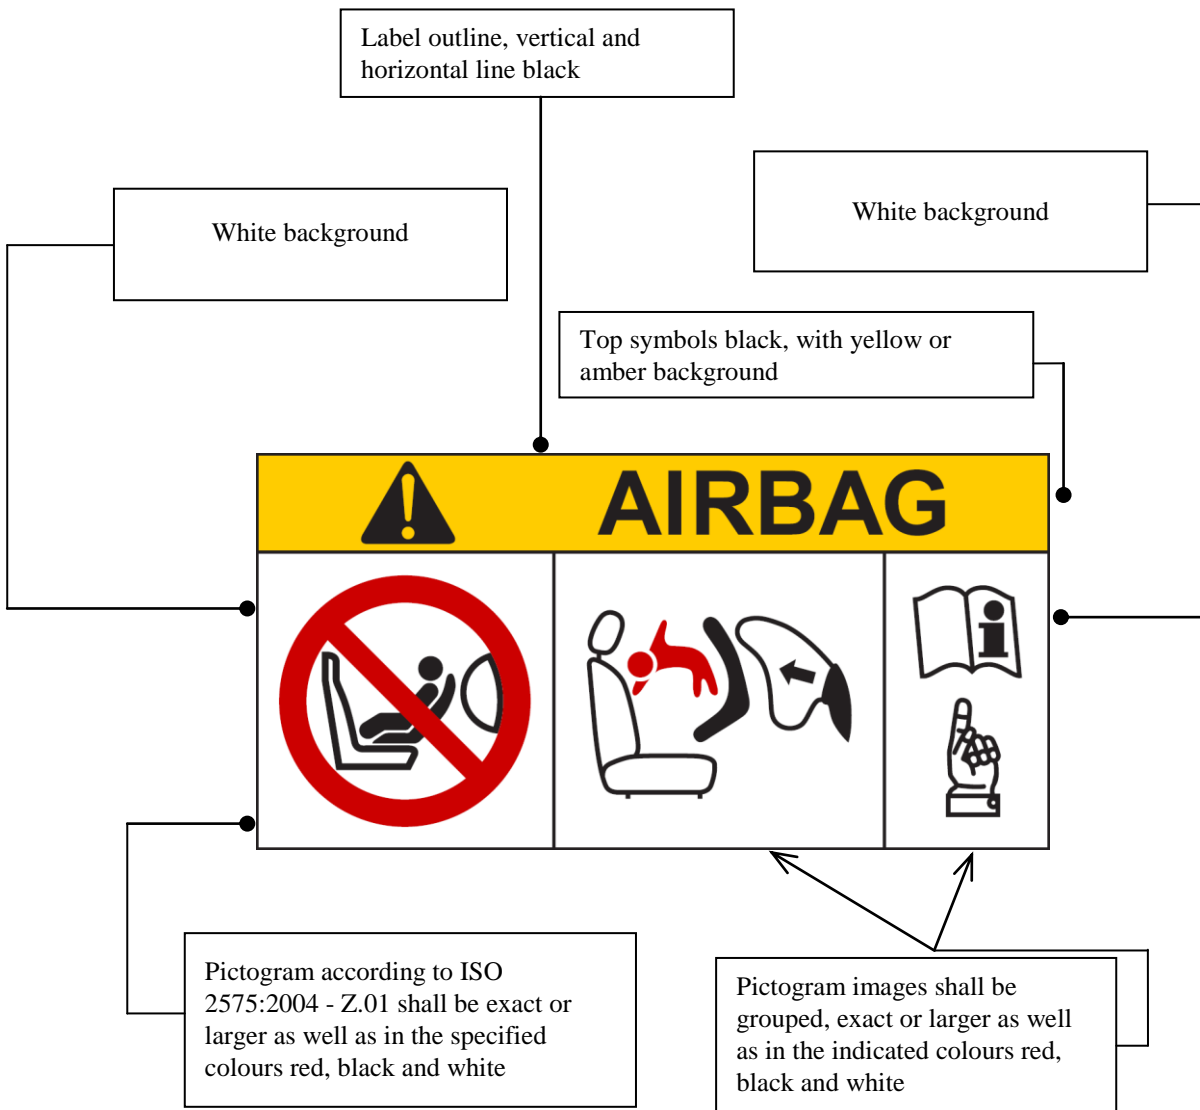 Label outline, vertical and
horizontal line black
White background
White background
Top symbols black, with yellow or
amber background
AIRBAG
Pictogram according to ISO
2575:2004 - Z.01 shall be exact or
larger as well as in the specified
colours red, black and white
Pictogram images shall be
grouped, exact or larger as well
as in the indicated colours red,
black and white